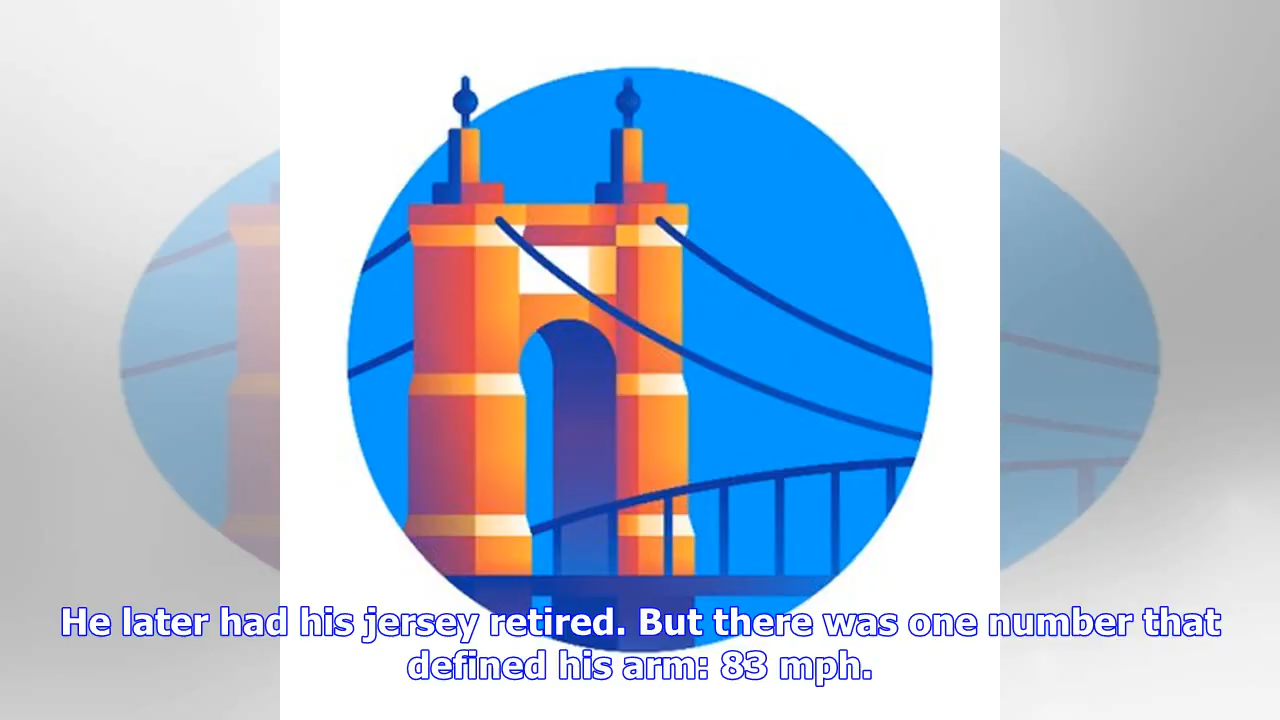 He later had his jersey retired. But there was one number that
defined his arm: 83 mph.